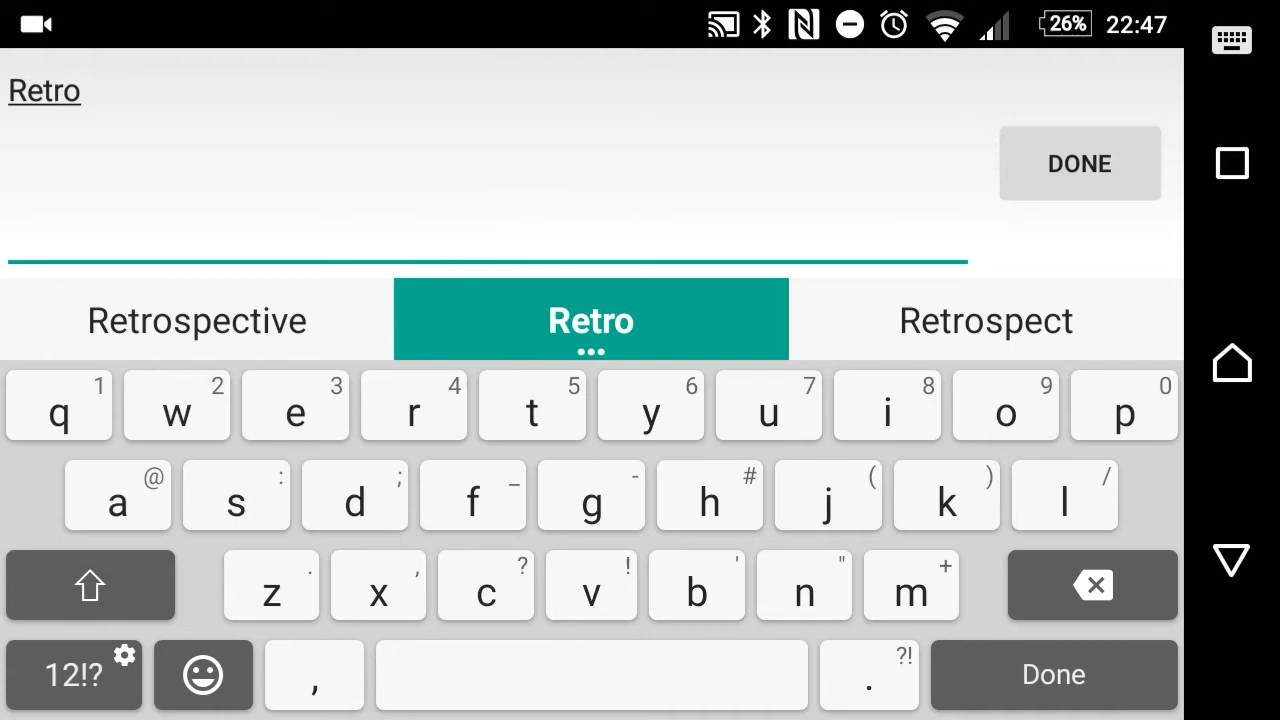 26% 22:47
Retro
DONE
Retrospective Retro Retrospect
q 1 w 2 e 3 r 4 t 5 y 6 u 7 i 8 o 9 p 0
a @ s : d ; f _ g - h # j ( k ) l /
z . x , c ? v ! b ' n " m +
12!? , . ?! Done